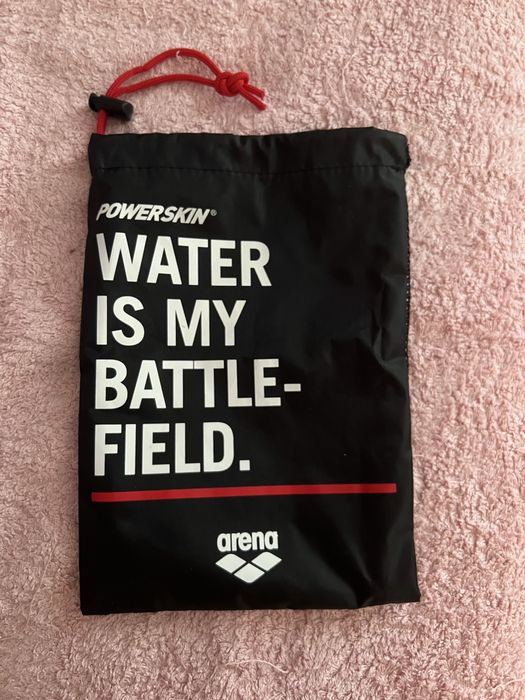 POWERSKIN®
WATER
IS MY
BATTLE-
FIELD.
arena